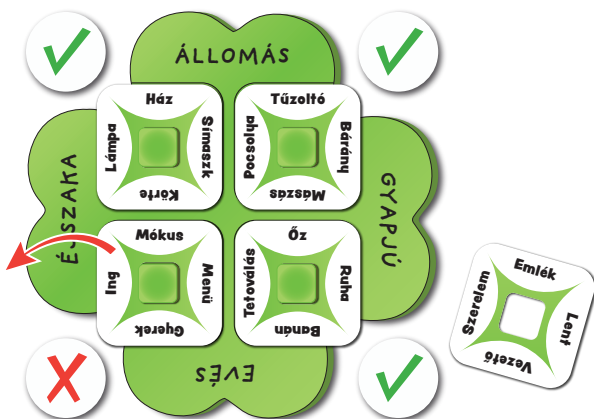 ÁLLOMÁS
ÉJSZAKA
GYAPJÚ
EVÉS
Ház
Lámpa
Símaszk
Körte
Tűzoltó
Pocsolya
Bárány
Mászás
Mókus
Ing
Menü
Gyerek
Őz
Tetoválás
Ruha
Banán
Emlék
Szerelem
Lent
Vezető